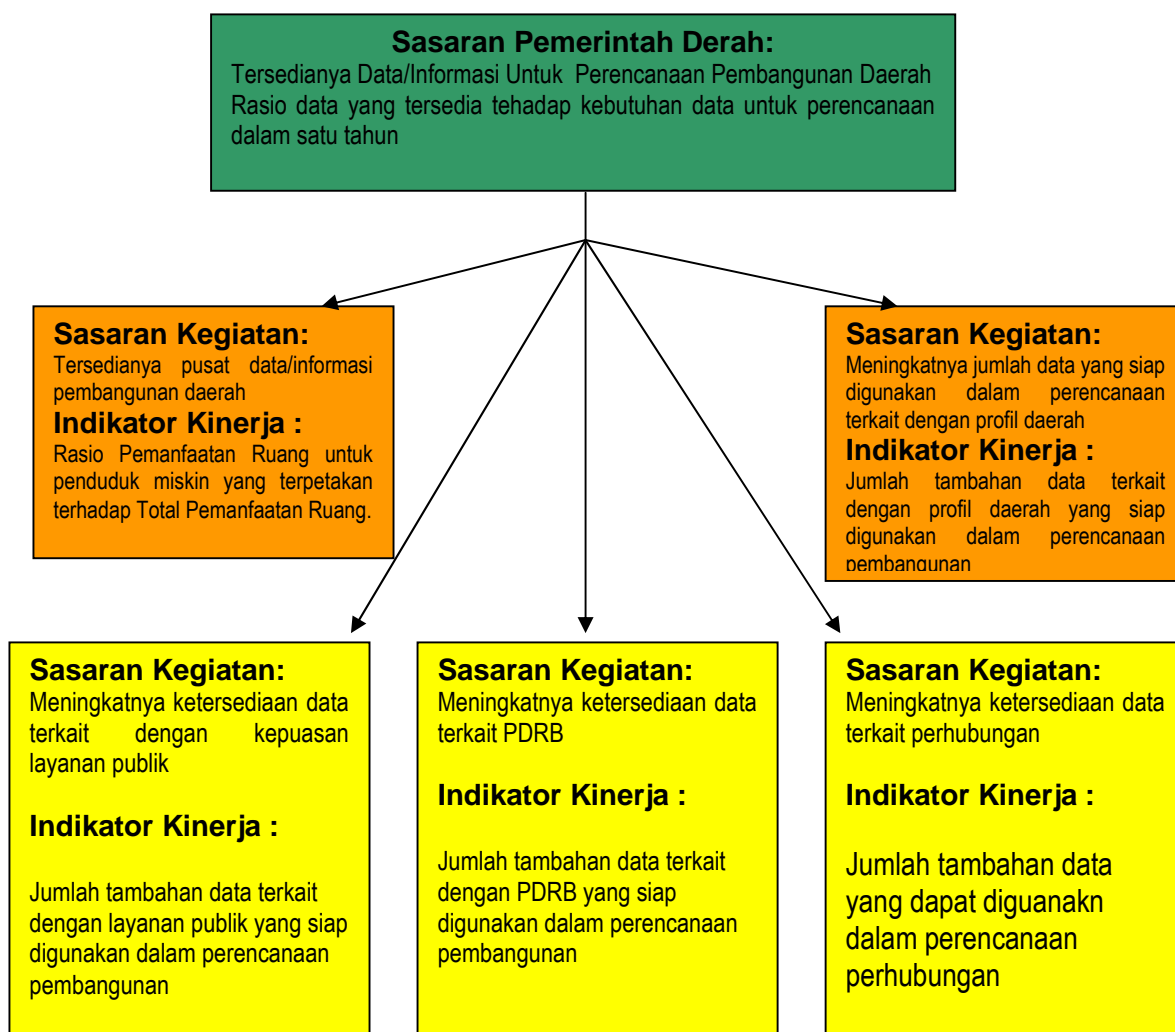 Sasaran Pemerintah Derah:
Tersedianya Data/Informasi Untuk Perencanaan Pembangunan Daerah
Rasio data yang tersedia tehadap kebutuhan data untuk perencanaan
dalam satu tahun
Sasaran Kegiatan:
Tersedianya pusat data/informasi
pembangunan daerah
Indikator Kinerja :
Rasio Pemanfaatan Ruang untuk
penduduk miskin yang terpetakan
terhadap Total Pemanfaatan Ruang.
Sasaran Kegiatan:
Meningkatnya jumlah data yang siap
digunakan dalam perencanaan
terkait dengan profil daerah
Indikator Kinerja :
Jumlah tambahan data terkait
dengan profil daerah yang siap
digunakan dalam perencanaan
pembangunan
Sasaran Kegiatan:
Meningkatnya ketersediaan data
terkait dengan kepuasan
layanan publik
Indikator Kinerja :
Jumlah tambahan data terkait
dengan layanan publik yang siap
digunakan dalam perencanaan
pembangunan
Sasaran Kegiatan:
Meningkatnya ketersediaan data
terkait PDRB
Indikator Kinerja :
Jumlah tambahan data terkait
dengan PDRB yang siap
digunakan dalam perencanaan
pembangunan
Sasaran Kegiatan:
Meningkatnya ketersediaan data
terkait perhubungan
Indikator Kinerja :
Jumlah tambahan data
yang dapat diguanakn
dalam perencanaan
perhubungan